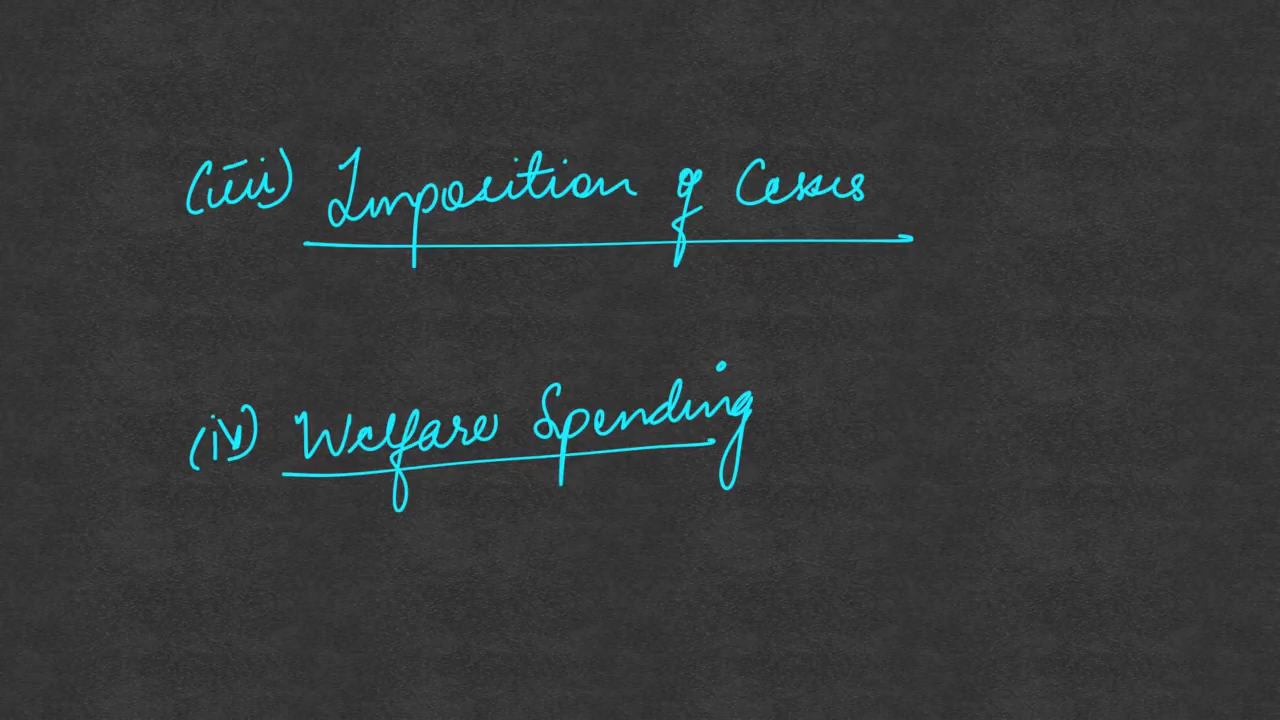 (iii) Imposition of Cesses
(iv) Welfare Spending